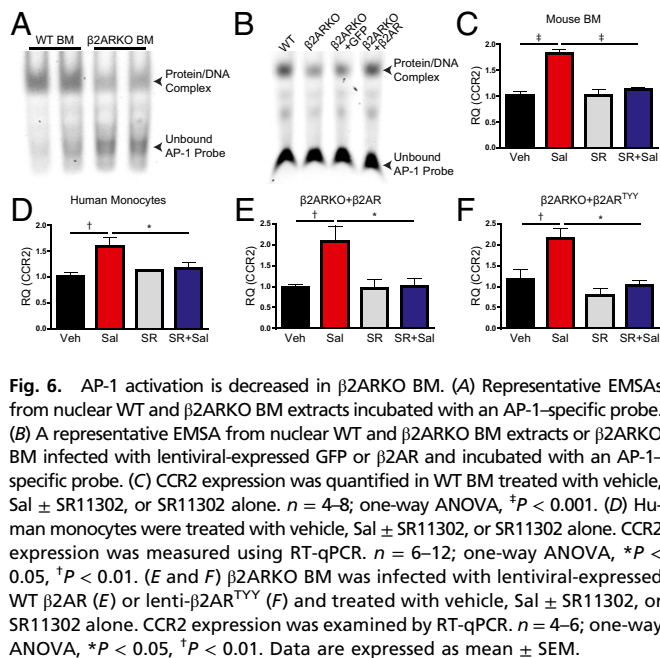 A
WT BM
β2ARKO BM
Protein/DNA
Complex
Unbound
AP-1 Probe
B
WT
β2ARKO
β2ARKO
+GFP
β2ARKO
+β2AR
Protein/DNA
Complex
Unbound
AP-1 Probe
C
Mouse BM
RQ (CCR2)
2.0
1.5
1.0
0.5
0.0
‡
‡
Veh
Sal
SR
SR+Sal
D
Human Monocytes
RQ (CCR2)
2.0
1.5
1.0
0.5
0.0
†
*
Veh
Sal
SR
SR+Sal
E
β2ARKO+β2AR
RQ (CCR2)
2.5
2.0
1.5
1.0
0.5
0.0
†
*
Veh
Sal
SR
SR+Sal
F
β2ARKO+β2ARTYY
RQ (CCR2)
2.5
2.0
1.5
1.0
0.5
0.0
†
*
Veh
Sal
SR
SR+Sal
Fig. 6. AP-1 activation is decreased in β2ARKO BM. (A) Representative EMSAs
from nuclear WT and β2ARKO BM extracts incubated with an AP-1–specific probe.
(B) A representative EMSA from nuclear WT and β2ARKO BM extracts or β2ARKO
BM infected with lentiviral-expressed GFP or β2AR and incubated with an AP-1–
specific probe. (C) CCR2 expression was quantified in WT BM treated with vehicle,
Sal ± SR11302, or SR11302 alone. n = 4–8; one-way ANOVA, ‡P < 0.001. (D) Hu-
man monocytes were treated with vehicle, Sal ± SR11302, or SR11302 alone. CCR2
expression was measured using RT-qPCR. n = 6–12; one-way ANOVA, *P <
0.05, †P < 0.01. (E and F) β2ARKO BM was infected with lentiviral-expressed
WT β2AR (E) or lenti-β2ARTYY (F) and treated with vehicle, Sal ± SR11302, or
SR11302 alone. CCR2 expression was examined by RT-qPCR. n = 4–6; one-way
ANOVA, *P < 0.05, †P < 0.01. Data are expressed as mean ± SEM.